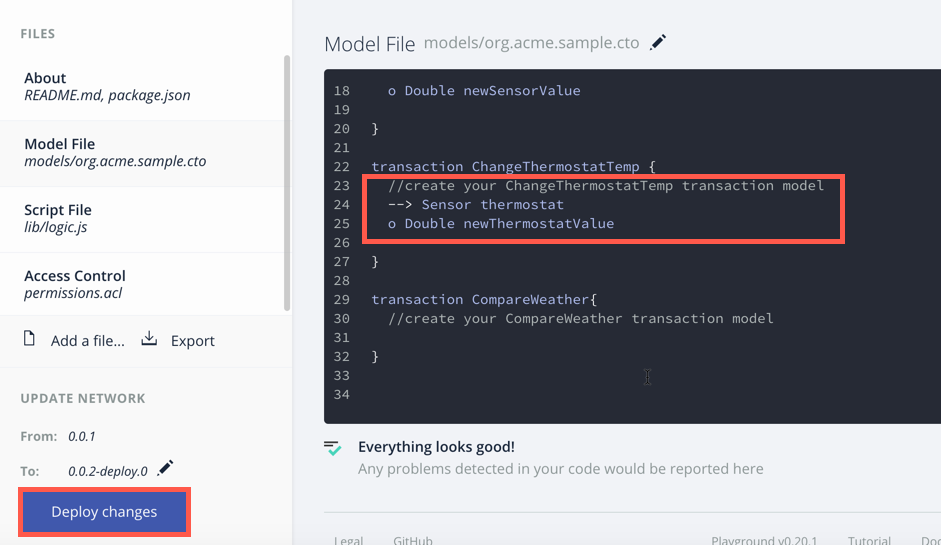 FILES
About
README.md, package.json
Model File
models/org.acme.sample.cto
Script File
lib/logic.js
Access Control
permissions.acl
Add a file...
Export
UPDATE NETWORK
From: 0.0.1
To: 0.0.2-deploy.0
Deploy changes
Model File models/org.acme.sample.cto
18 o Double newSensorValue
19
20 }
21
22 transaction ChangeThermostatTemp {
23 //create your ChangeThermostatTemp transaction model
24 --> Sensor thermostat
25 o Double newThermostatValue
26
27 }
28
29 transaction CompareWeather{
30 //create your CompareWeather transaction model
31
32 }
33
34
Everything looks good!
Any problems detected in your code would be reported here
Legal GitHub Playground v0.20.1 Tutorial